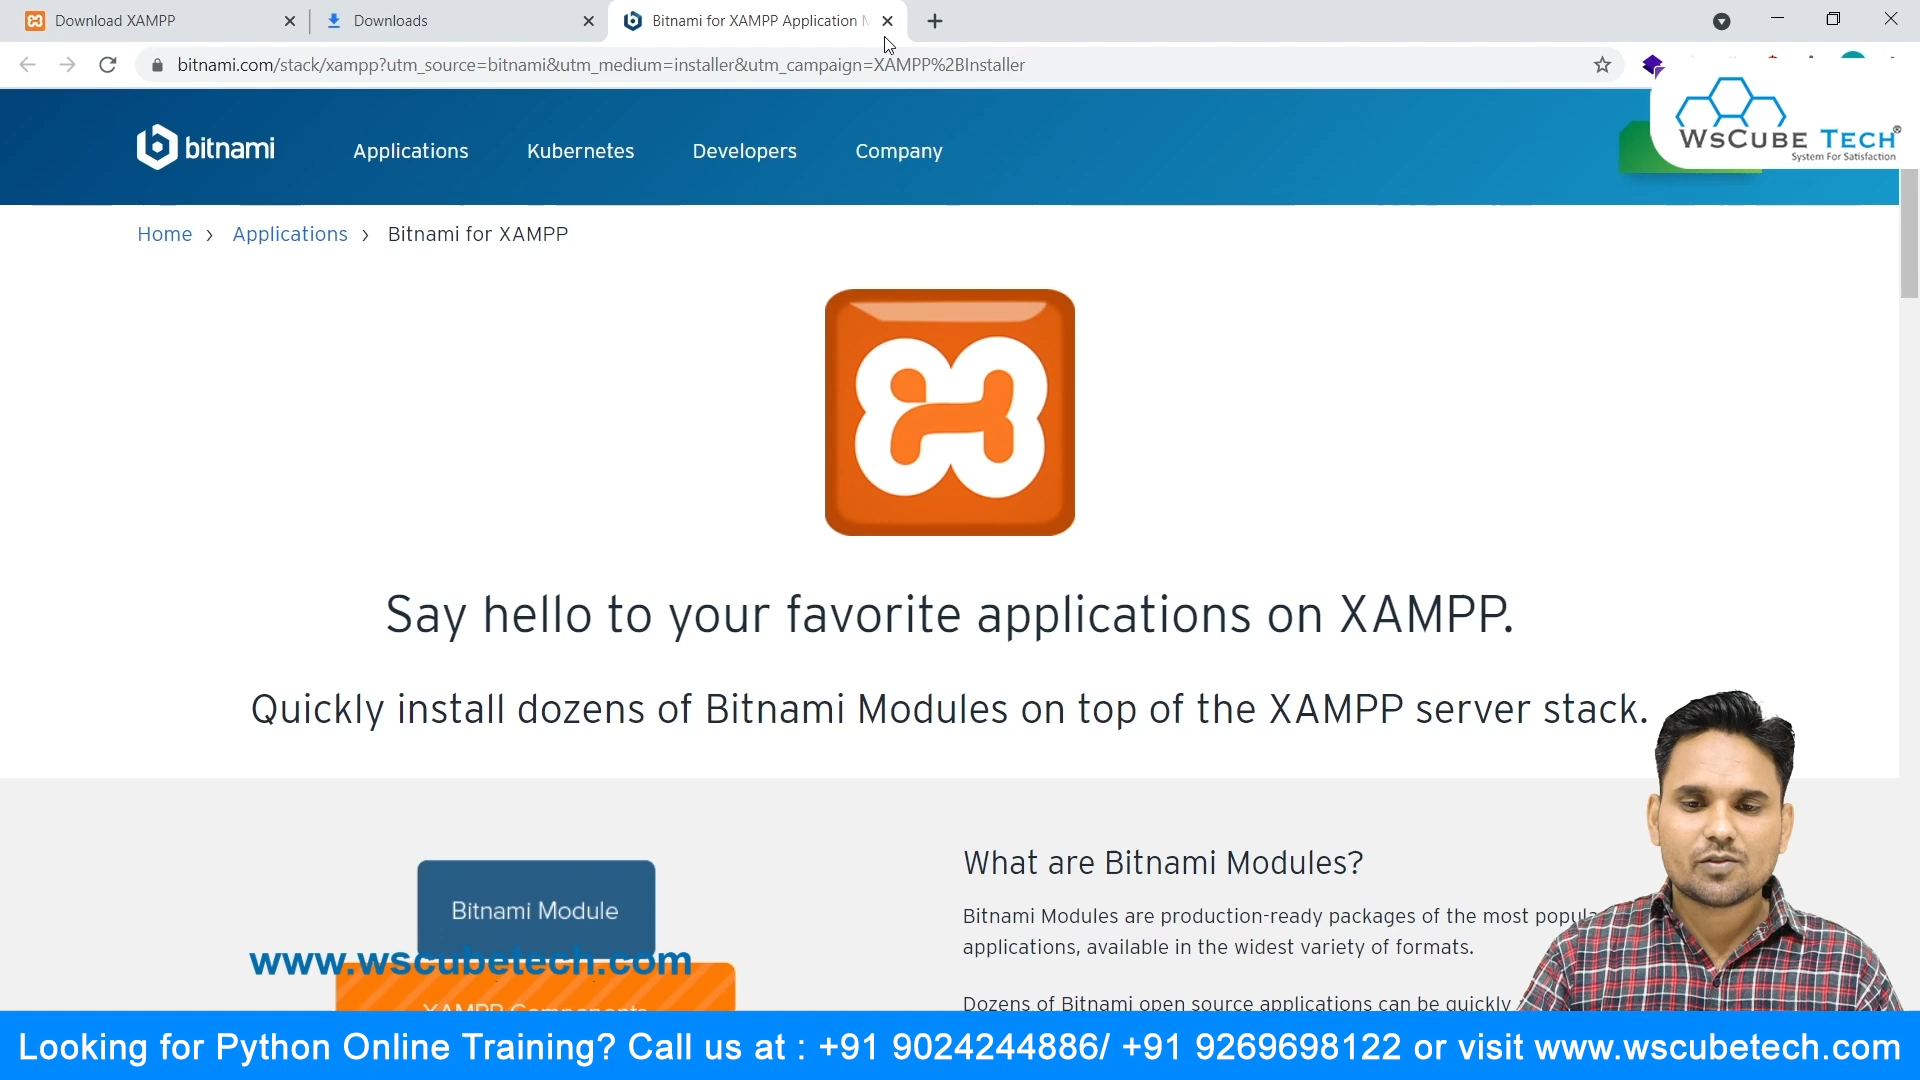 Download XAMPP
Downloads
Bitnami for XAMPP Application
bitnami.com/stack/xampp?utm_source=bitnami&utm_medium=installer&utm_campaign=XAMPP%2BInstaller
WsCube Tech®
System For Satisfaction
bitnami
Applications
Kubernetes
Developers
Company
Home › Applications › Bitnami for XAMPP
Say hello to your favorite applications on XAMPP.
Quickly install dozens of Bitnami Modules on top of the XAMPP server stack.
Bitnami Module
www.wscubetech.com
XAMPP Components
What are Bitnami Modules?
Bitnami Modules are production-ready packages of the most
applications, available in the widest variety of formats.
Dozens of Bitnami open source applications can be quickly
Looking for Python Online Training? Call us at : +91 9024244886/ +91 9269698122 or visit www.wscubetech.com